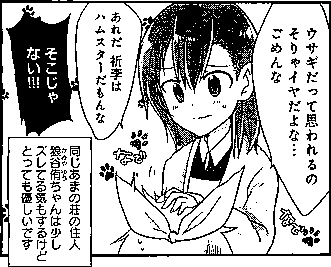 ウサギだって思われるの
そりゃイヤだよな…
ごめんな
あれだ 祈李は
ハムスターだもんな
そこじゃ
ない!!!
同じあまの荘の住人
狼谷侑ちゃんは少し
ズレてる気もするけど
とっても優しいです